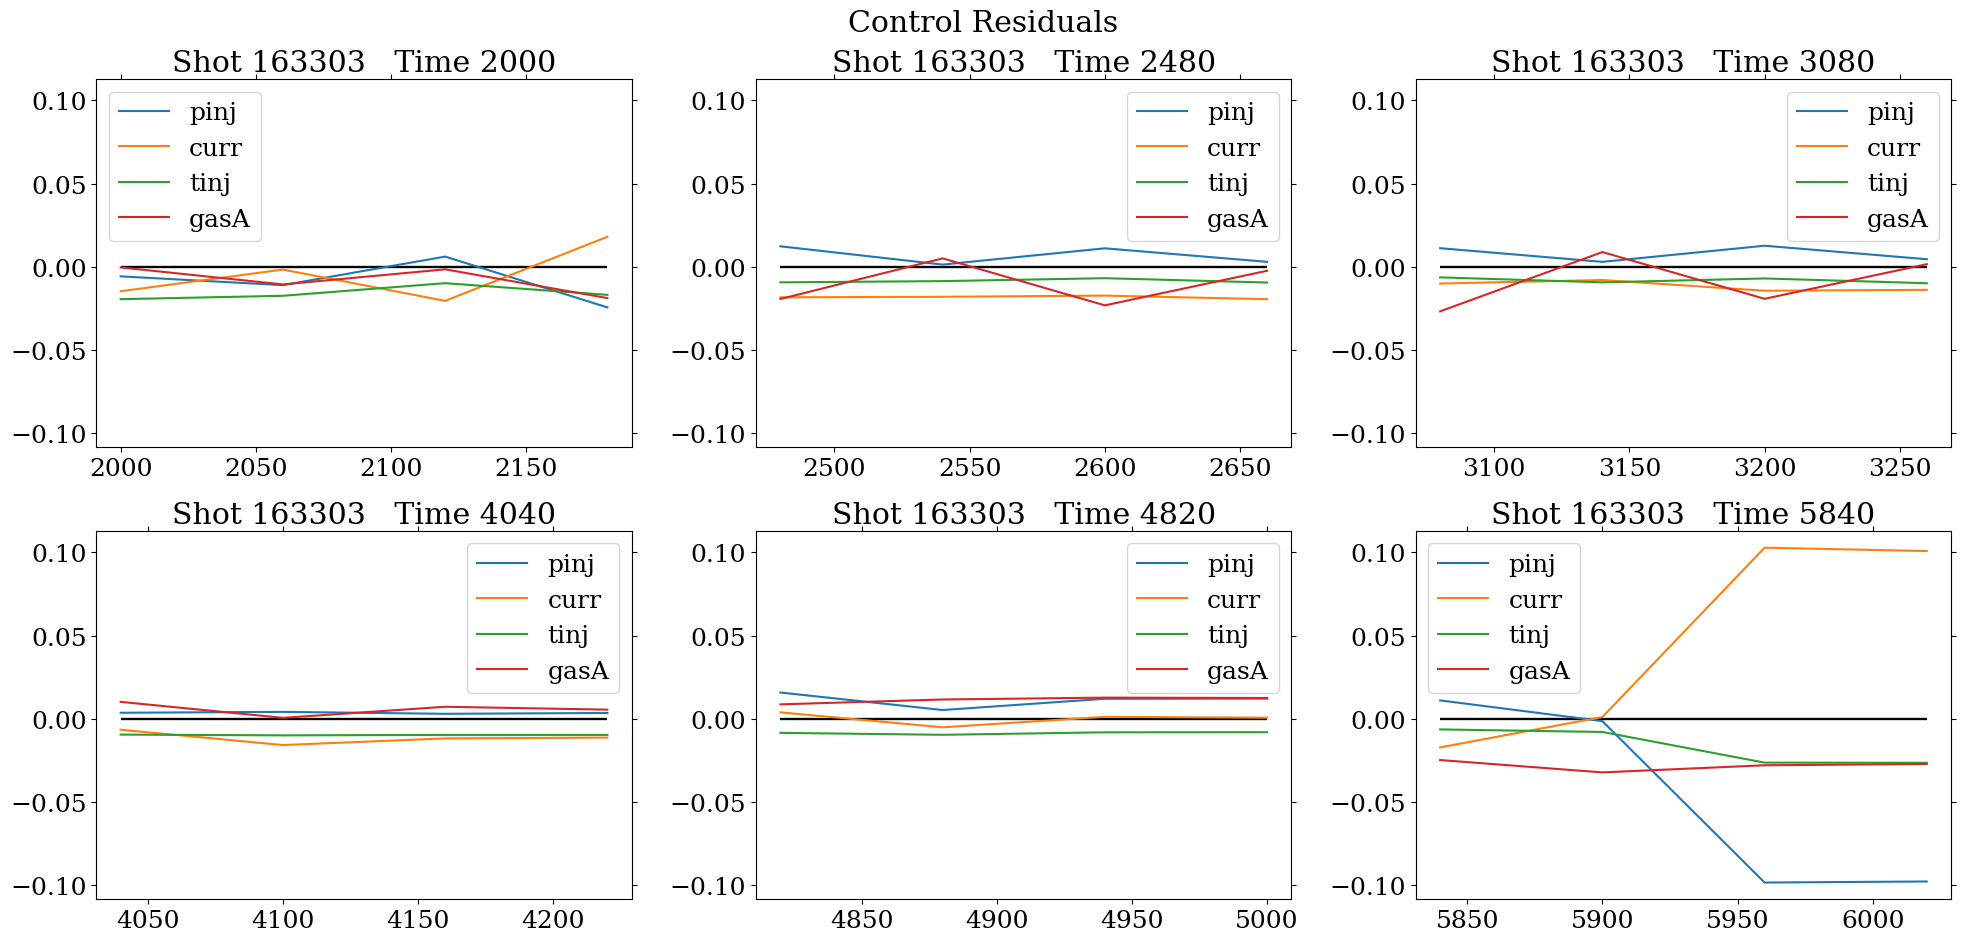 Control Residuals
Shot 163303   Time 2000
0.10
0.05
0.00
−0.05
−0.10
pinj
curr
tinj
gasA
2000
2050
2100
2150
Shot 163303   Time 2480
0.10
0.05
0.00
−0.05
−0.10
pinj
curr
tinj
gasA
2500
2550
2600
2650
Shot 163303   Time 3080
0.10
0.05
0.00
−0.05
−0.10
pinj
curr
tinj
gasA
3100
3150
3200
3250
Shot 163303   Time 4040
0.10
0.05
0.00
−0.05
−0.10
pinj
curr
tinj
gasA
4050
4100
4150
4200
Shot 163303   Time 4820
0.10
0.05
0.00
−0.05
−0.10
pinj
curr
tinj
gasA
4850
4900
4950
5000
Shot 163303   Time 5840
0.10
0.05
0.00
−0.05
−0.10
pinj
curr
tinj
gasA
5850
5900
5950
6000